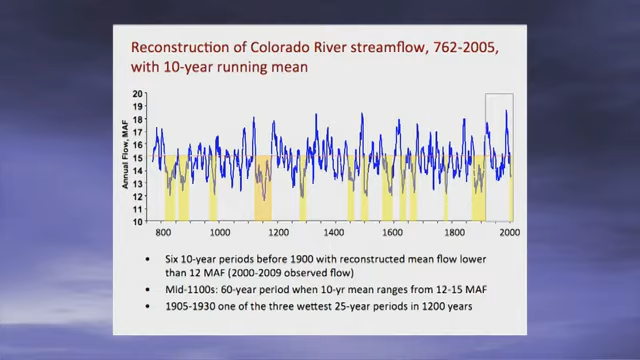 Reconstruction of Colorado River streamflow, 762-2005,
with 10-year running mean
Annual Flow, MAF
20
19
18
17
16
15
14
13
12
11
10
800 1000 1200 1400 1600 1800 2000
• Six 10-year periods before 1900 with reconstructed mean flow lower
than 12 MAF (2000-2009 observed flow)
• Mid-1100s: 60-year period when 10-yr mean ranges from 12-15 MAF
• 1905-1930 one of the three wettest 25-year periods in 1200 years